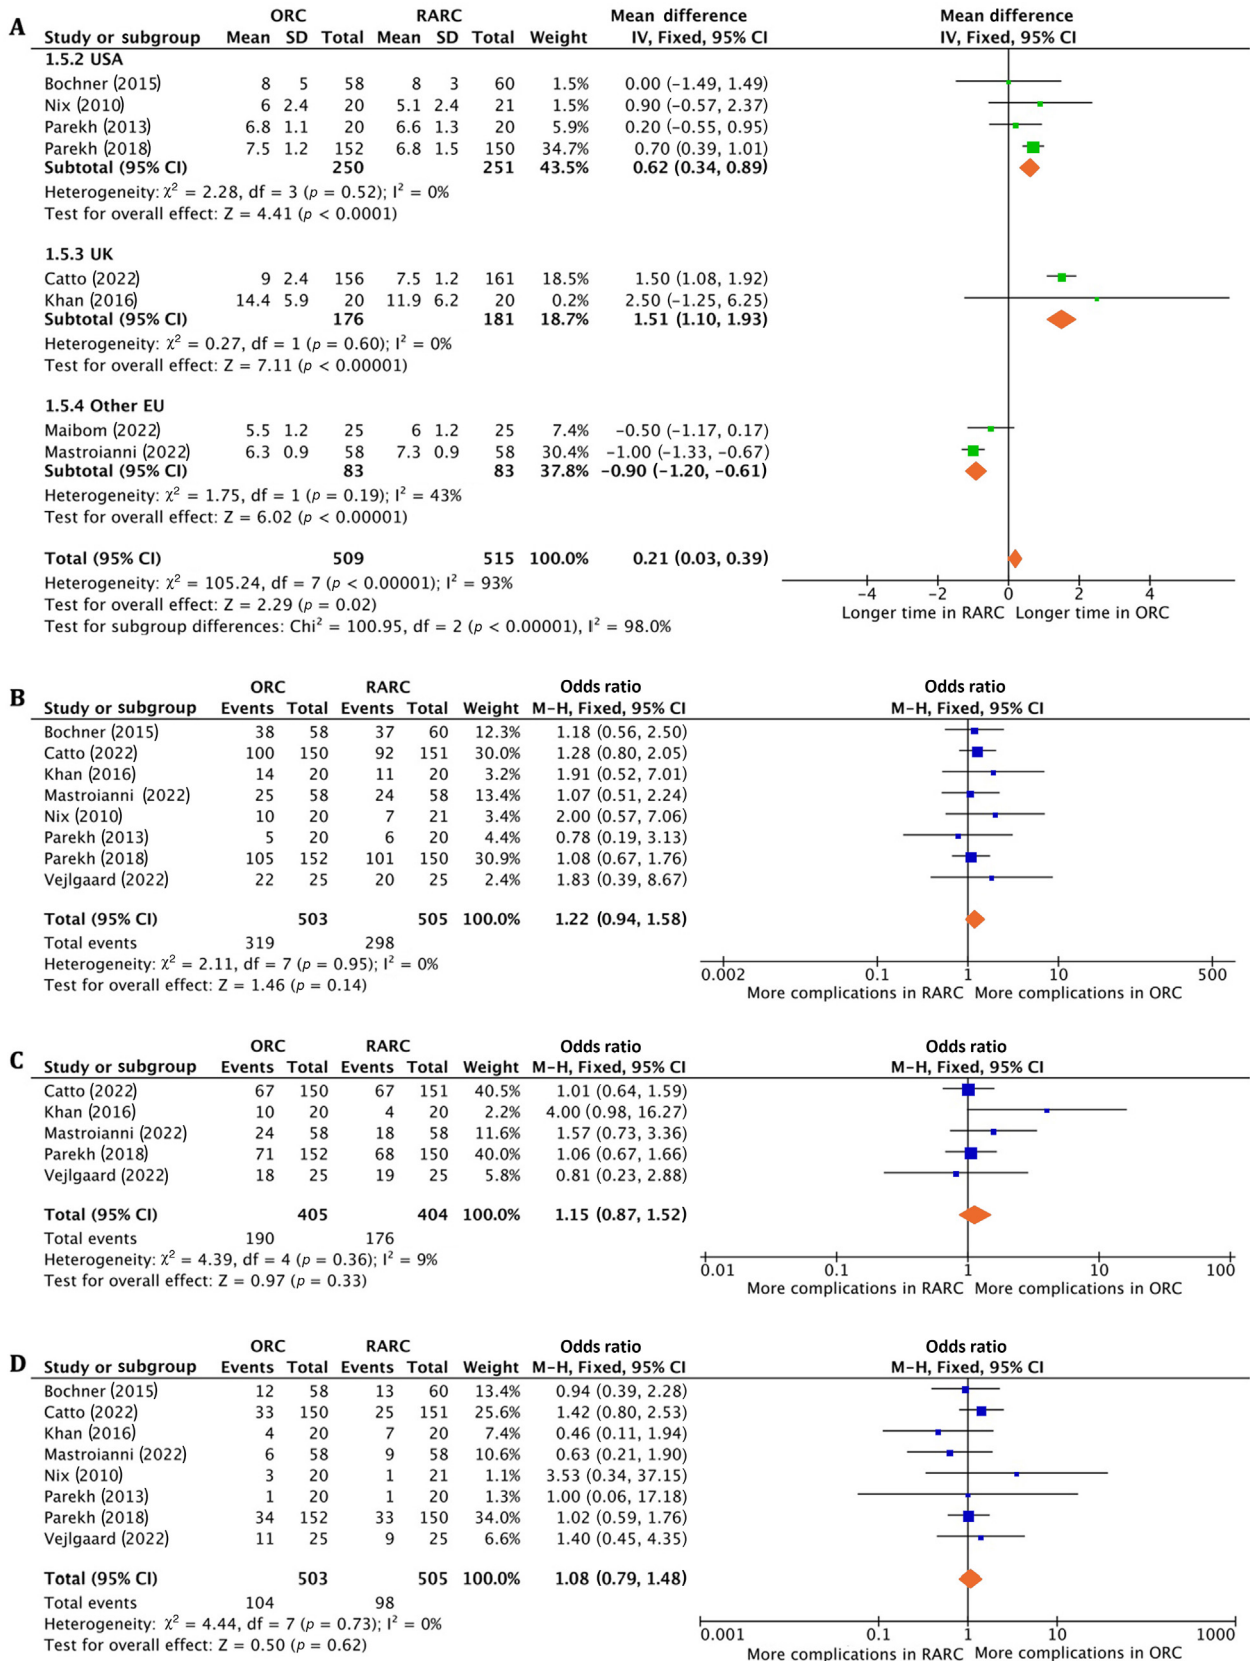 A
ORC RARC Mean difference Mean difference
Study or subgroup Mean SD Total Mean SD Total Weight IV, Fixed, 95% CI IV, Fixed, 95% CI
1.5.2 USA
Bochner (2015) 8 5 58 8 3 60 1.5% 0.00 (−1.49, 1.49)
Nix (2010) 6 2.4 20 5.1 2.4 21 1.5% 0.90 (−0.57, 2.37)
Parekh (2013) 6.8 1.1 20 6.6 1.3 20 5.9% 0.20 (−0.55, 0.95)
Parekh (2018) 7.5 1.2 152 6.8 1.5 150 34.7% 0.70 (0.39, 1.01)
Subtotal (95% CI) 250 251 43.5% 0.62 (0.34, 0.89)
Heterogeneity: χ² = 2.28, df = 3 (p = 0.52); I² = 0%
Test for overall effect: Z = 4.41 (p < 0.0001)
1.5.3 UK
Catto (2022) 9 2.4 156 7.5 1.2 161 18.5% 1.50 (1.08, 1.92)
Khan (2016) 14.4 5.9 20 11.9 6.2 20 0.2% 2.50 (−1.25, 6.25)
Subtotal (95% CI) 176 181 18.7% 1.51 (1.10, 1.93)
Heterogeneity: χ² = 0.27, df = 1 (p = 0.60); I² = 0%
Test for overall effect: Z = 7.11 (p < 0.00001)
1.5.4 Other EU
Maibom (2022) 5.5 1.2 25 6 1.2 25 7.4% −0.50 (−1.17, 0.17)
Mastroianni (2022) 6.3 0.9 58 7.3 0.9 58 30.4% −1.00 (−1.33, −0.67)
Subtotal (95% CI) 83 83 37.8% −0.90 (−1.20, −0.61)
Heterogeneity: χ² = 1.75, df = 1 (p = 0.19); I² = 43%
Test for overall effect: Z = 6.02 (p < 0.00001)
Total (95% CI) 509 515 100.0% 0.21 (0.03, 0.39)
Heterogeneity: χ² = 105.24, df = 7 (p < 0.00001); I² = 93%
Test for overall effect: Z = 2.29 (p = 0.02)
Test for subgroup differences: Chi² = 100.95, df = 2 (p < 0.00001), I² = 98.0%
−4 −2 0 2 4
Longer time in RARC Longer time in ORC
B
ORC RARC Odds ratio Odds ratio
Study or subgroup Events Total Events Total Weight M–H, Fixed, 95% CI M–H, Fixed, 95% CI
Bochner (2015) 38 58 37 60 12.3% 1.18 (0.56, 2.50)
Catto (2022) 100 150 92 151 30.0% 1.28 (0.80, 2.05)
Khan (2016) 14 20 11 20 3.2% 1.91 (0.52, 7.01)
Mastroianni (2022) 25 58 24 58 13.4% 1.07 (0.51, 2.24)
Nix (2010) 10 20 7 21 3.4% 2.00 (0.57, 7.06)
Parekh (2013) 5 20 6 20 4.4% 0.78 (0.19, 3.13)
Parekh (2018) 105 152 101 150 30.9% 1.08 (0.67, 1.76)
Vejlgaard (2022) 22 25 20 25 2.4% 1.83 (0.39, 8.67)
Total (95% CI) 503 505 100.0% 1.22 (0.94, 1.58)
Total events 319 298
Heterogeneity: χ² = 2.11, df = 7 (p = 0.95); I² = 0%
Test for overall effect: Z = 1.46 (p = 0.14)
0.002 0.1 1 10 500
More complications in RARC More complications in ORC
C
ORC RARC Odds ratio Odds ratio
Study or subgroup Events Total Events Total Weight M–H, Fixed, 95% CI M–H, Fixed, 95% CI
Catto (2022) 67 150 67 151 40.5% 1.01 (0.64, 1.59)
Khan (2016) 10 20 4 20 2.2% 4.00 (0.98, 16.27)
Mastroianni (2022) 24 58 18 58 11.6% 1.57 (0.73, 3.36)
Parekh (2018) 71 152 68 150 40.0% 1.06 (0.67, 1.66)
Vejlgaard (2022) 18 25 19 25 5.8% 0.81 (0.23, 2.88)
Total (95% CI) 405 404 100.0% 1.15 (0.87, 1.52)
Total events 190 176
Heterogeneity: χ² = 4.39, df = 4 (p = 0.36); I² = 9%
Test for overall effect: Z = 0.97 (p = 0.33)
0.01 0.1 1 10 100
More complications in RARC More complications in ORC
D
ORC RARC Odds ratio Odds ratio
Study or subgroup Events Total Events Total Weight M–H, Fixed, 95% CI M–H, Fixed, 95% CI
Bochner (2015) 12 58 13 60 13.4% 0.94 (0.39, 2.28)
Catto (2022) 33 150 25 151 25.6% 1.42 (0.80, 2.53)
Khan (2016) 4 20 7 20 7.4% 0.46 (0.11, 1.94)
Mastroianni (2022) 6 58 9 58 10.6% 0.63 (0.21, 1.90)
Nix (2010) 3 20 1 21 1.1% 3.53 (0.34, 37.15)
Parekh (2013) 1 20 1 20 1.3% 1.00 (0.06, 17.18)
Parekh (2018) 34 152 33 150 34.0% 1.02 (0.59, 1.76)
Vejlgaard (2022) 11 25 9 25 6.6% 1.40 (0.45, 4.35)
Total (95% CI) 503 505 100.0% 1.08 (0.79, 1.48)
Total events 104 98
Heterogeneity: χ² = 4.44, df = 7 (p = 0.73); I² = 0%
Test for overall effect: Z = 0.50 (p = 0.62)
0.001 0.1 1 10 1000
More complications in RARC More complications in ORC